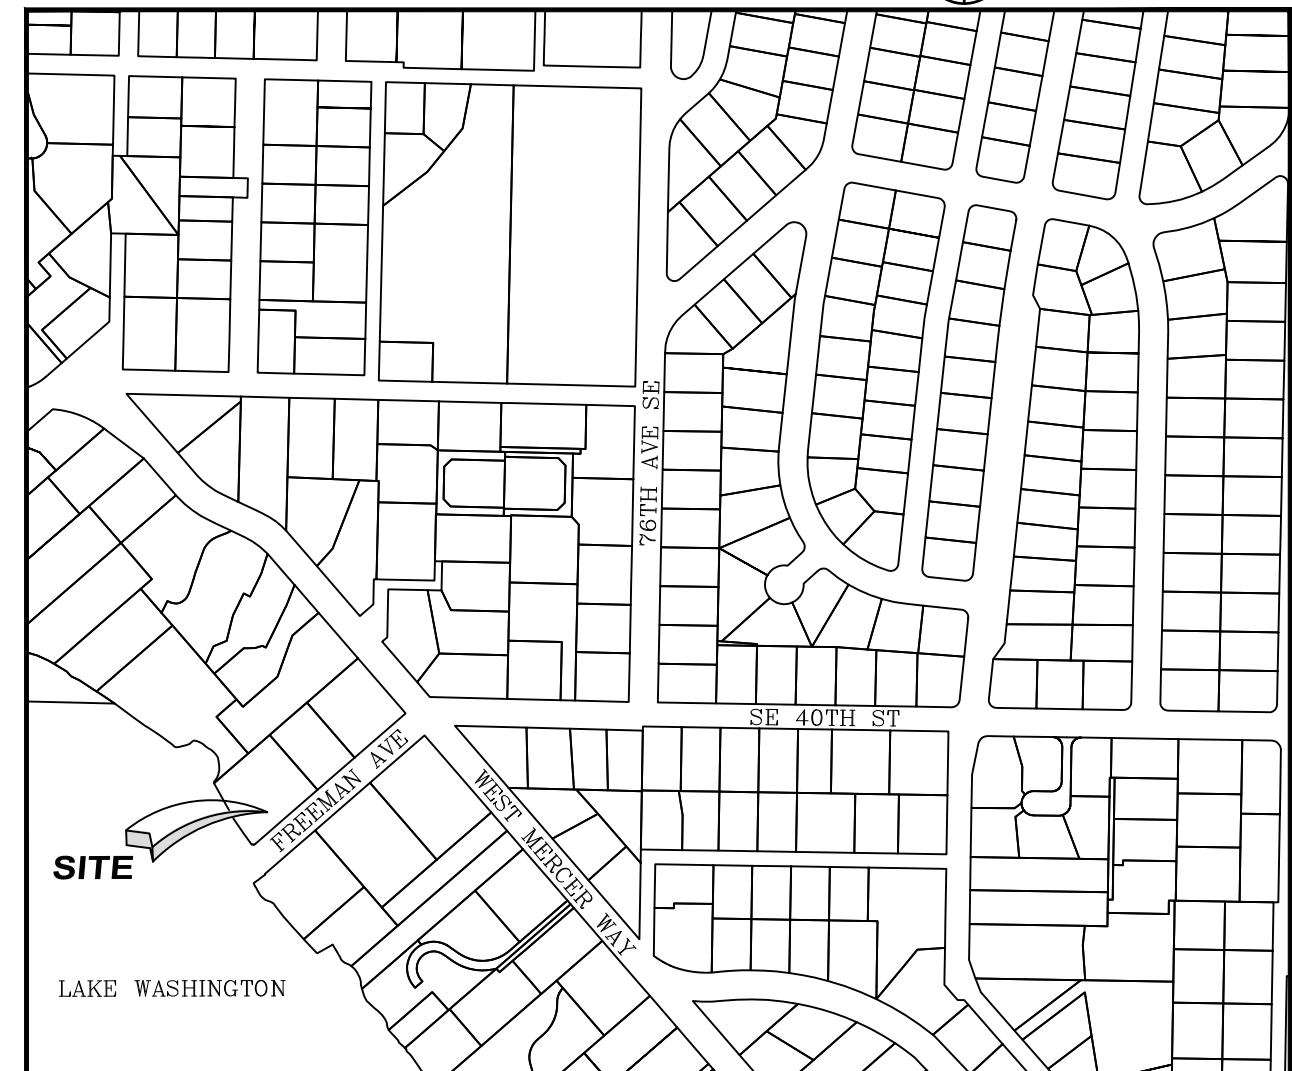 76TH AVE SE
SE 40TH ST
FREEMAN AVE
WEST MERCER WAY
SITE
LAKE WASHINGTON